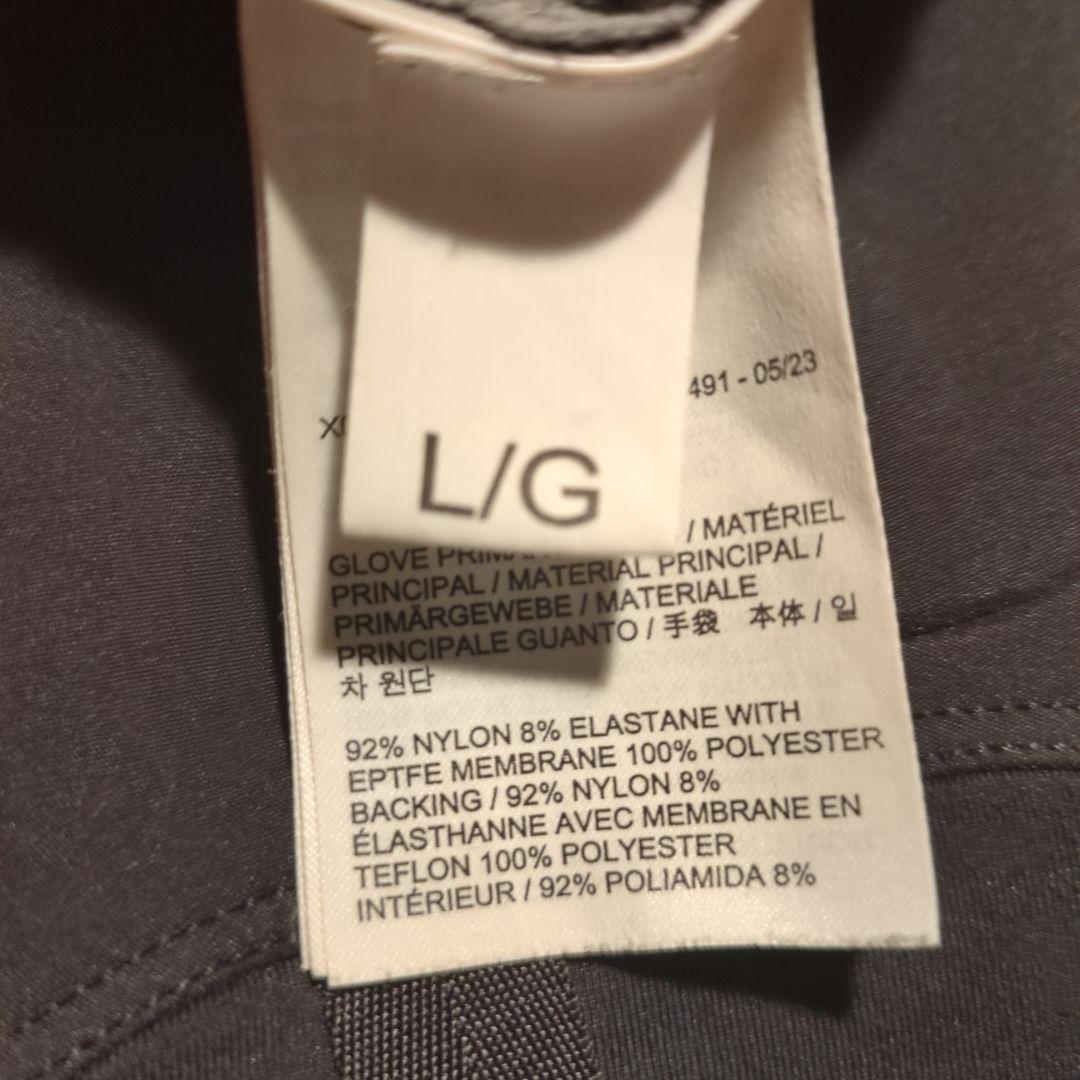 491 - 05/23
L/G
GLOVE / MATÉRIEL
PRINCIPAL / MATERIAL PRINCIPAL /
PRIMÄRGEWEBE / MATERIALE
PRINCIPALE GUANTO / 手袋 本体 / 일
차 원단
92% NYLON 8% ELASTANE WITH
EPTFE MEMBRANE 100% POLYESTER
BACKING / 92% NYLON 8%
ÉLASTHANNE AVEC MEMBRANE EN
TEFLON 100% POLYESTER
INTÉRIEUR / 92% POLIAMIDA 8%